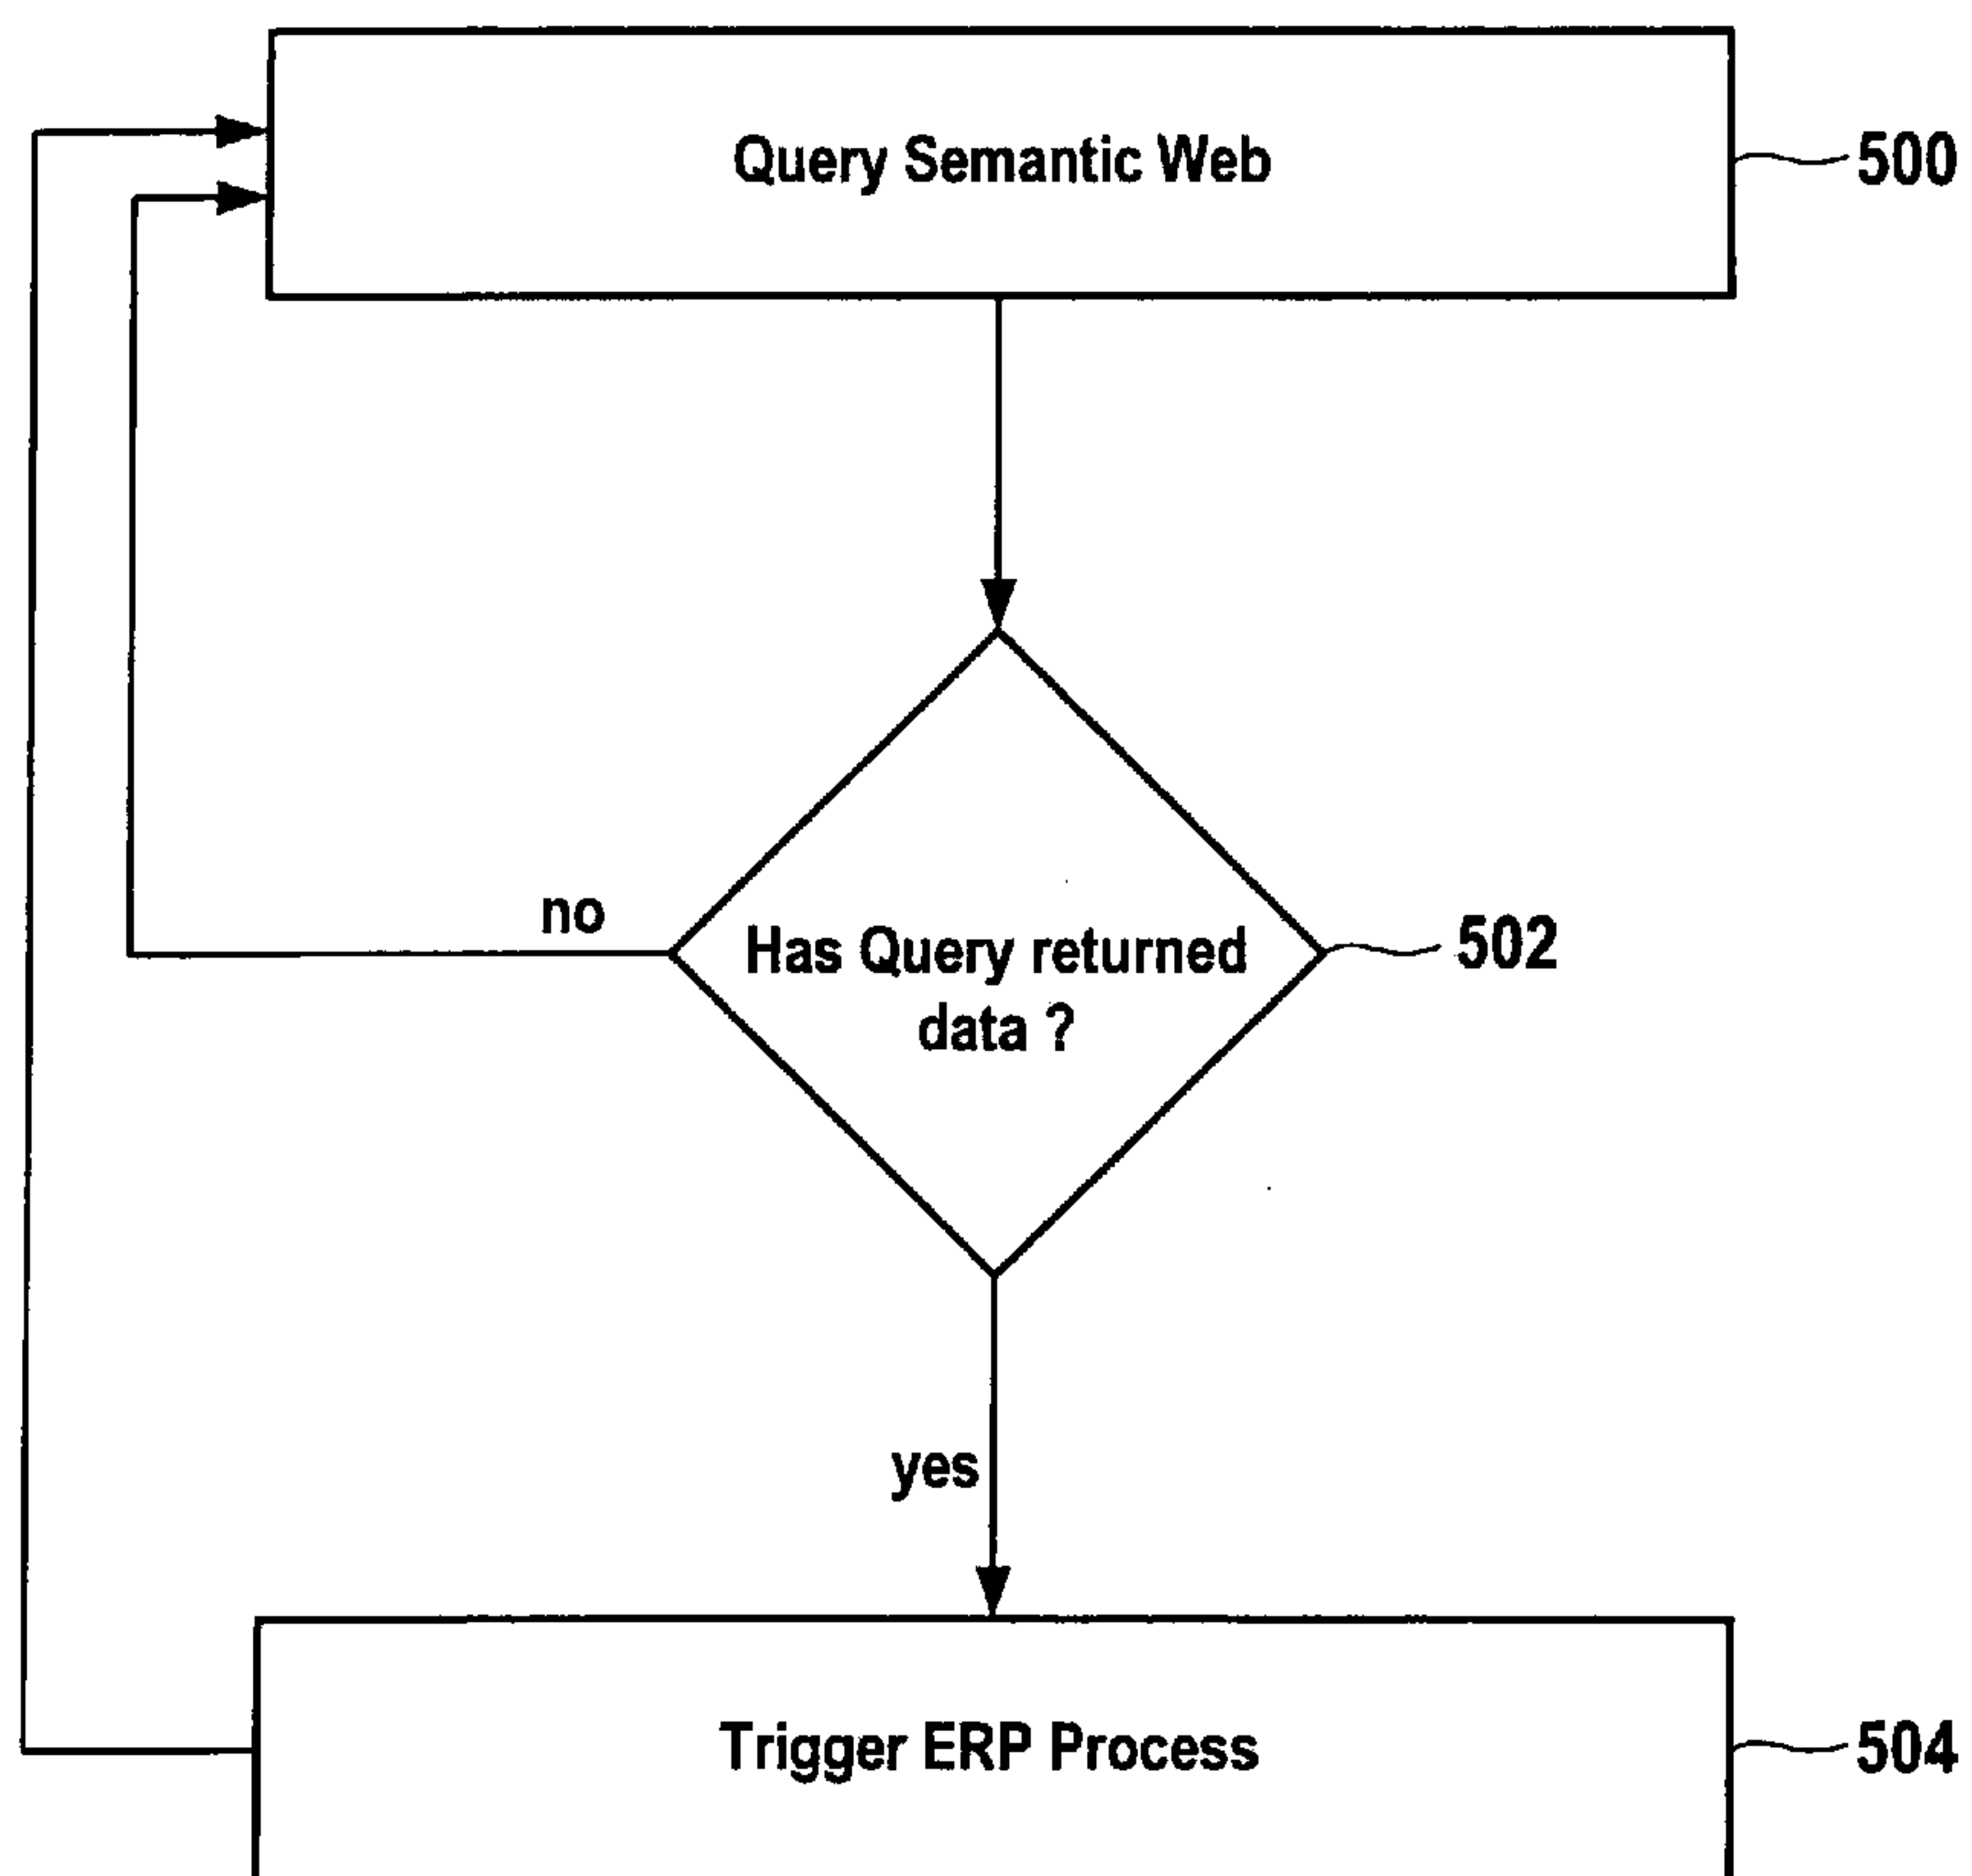 Query Semantic Web
500
no
Has Query returned
data ?
502
yes
Trigger ERP Process
504